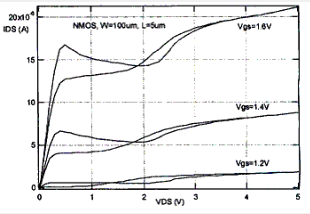 20x10⁻⁶
IDS (A)
NMOS, W=100um, L=5um
Vgs=1.6V
15
10
Vgs=1.4V
5
Vgs=1.2V
0
0 1 2 3 4 5
VDS (V)